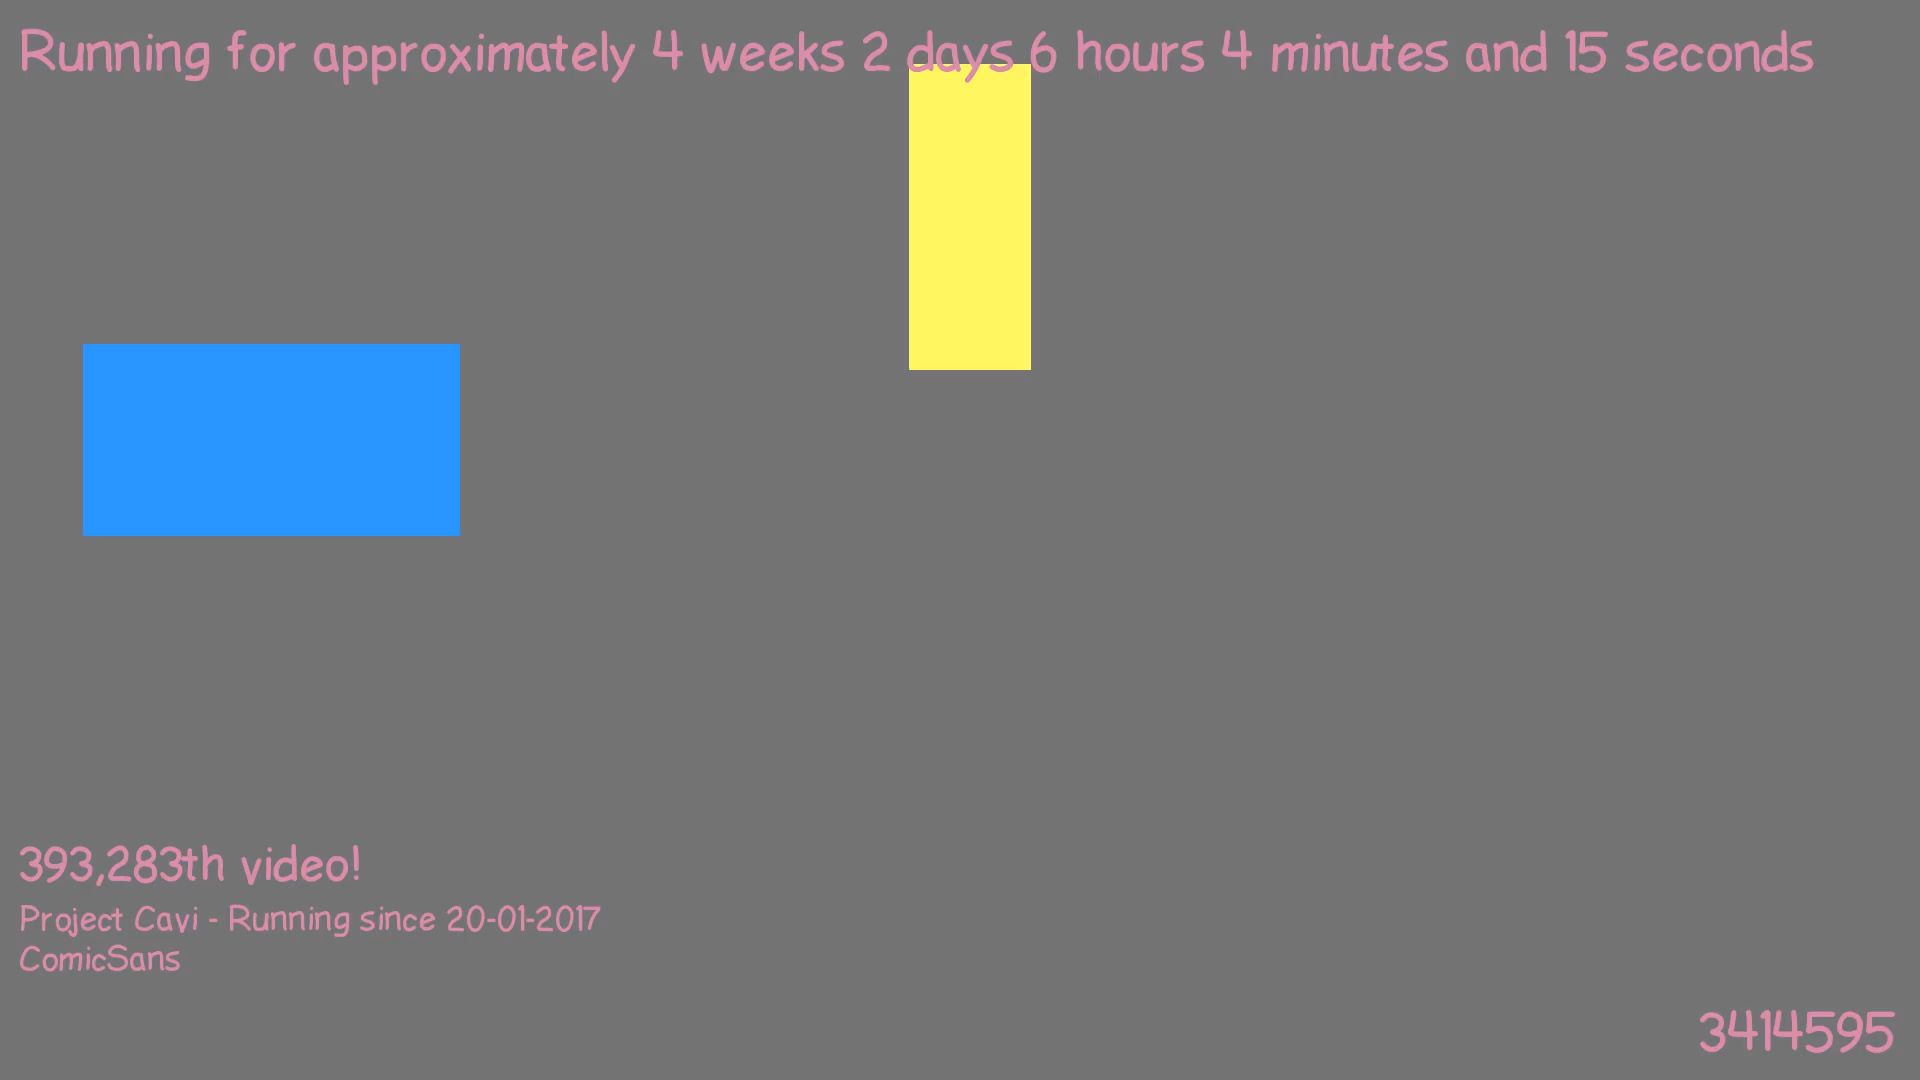 Running for approximately 4 weeks 2 days 6 hours 4 minutes and 15 seconds
393,283th video!
Project Cavi - Running since 20-01-2017
ComicSans
3414595